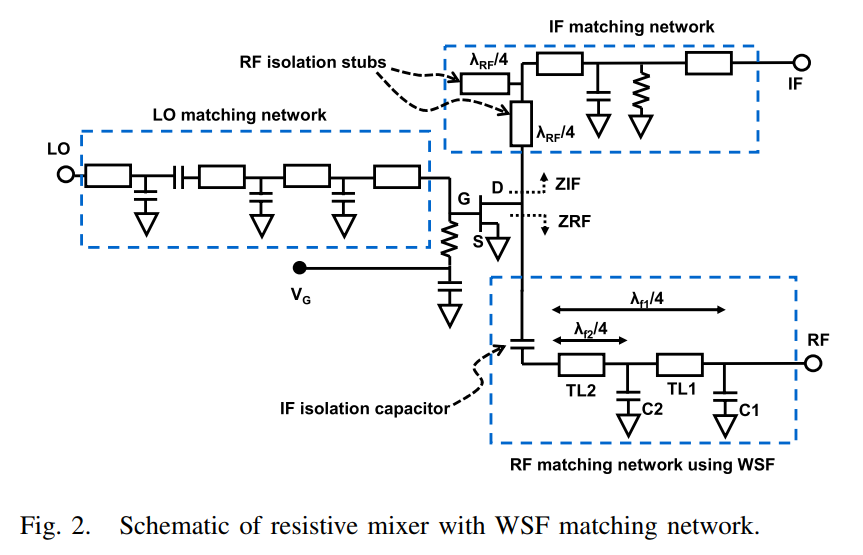 IF matching network
RF isolation stubs
λRF/4
IF
LO matching network
λRF/4
LO
D
ZIF
G
ZRF
S
VG
λf1/4
λf2/4
RF
TL2
TL1
C2
C1
IF isolation capacitor
RF matching network using WSF
Fig. 2. Schematic of resistive mixer with WSF matching network.